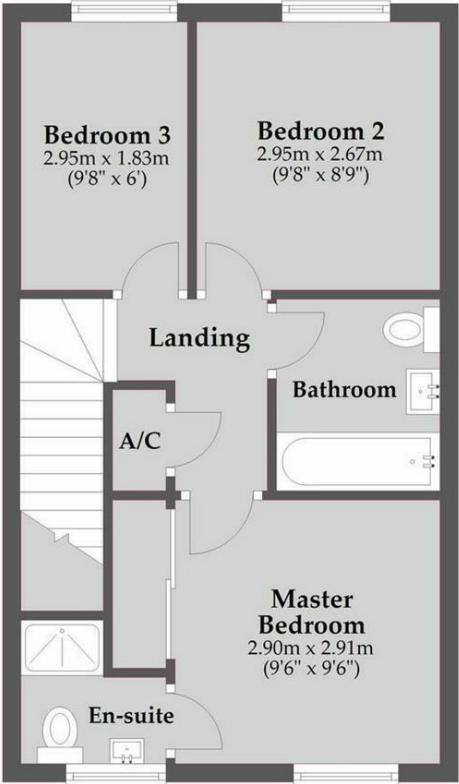 Bedroom 3
2.95m x 1.83m
(9'8" x 6')
Bedroom 2
2.95m x 2.67m
(9'8" x 8'9")
Landing
Bathroom
A/C
Master
Bedroom
2.90m x 2.91m
(9'6" x 9'6")
En-suite